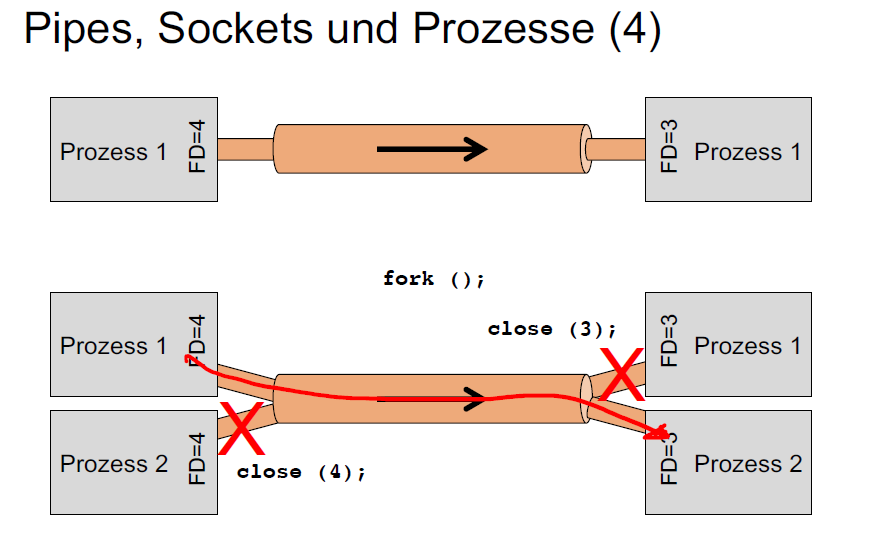 Pipes, Sockets und Prozesse (4)
Prozess 1 FD=4
FD=3 Prozess 1
fork ();
close (3);
Prozess 1 FD=4
FD=3 Prozess 1
Prozess 2 FD=4
close (4);
FD=3 Prozess 2